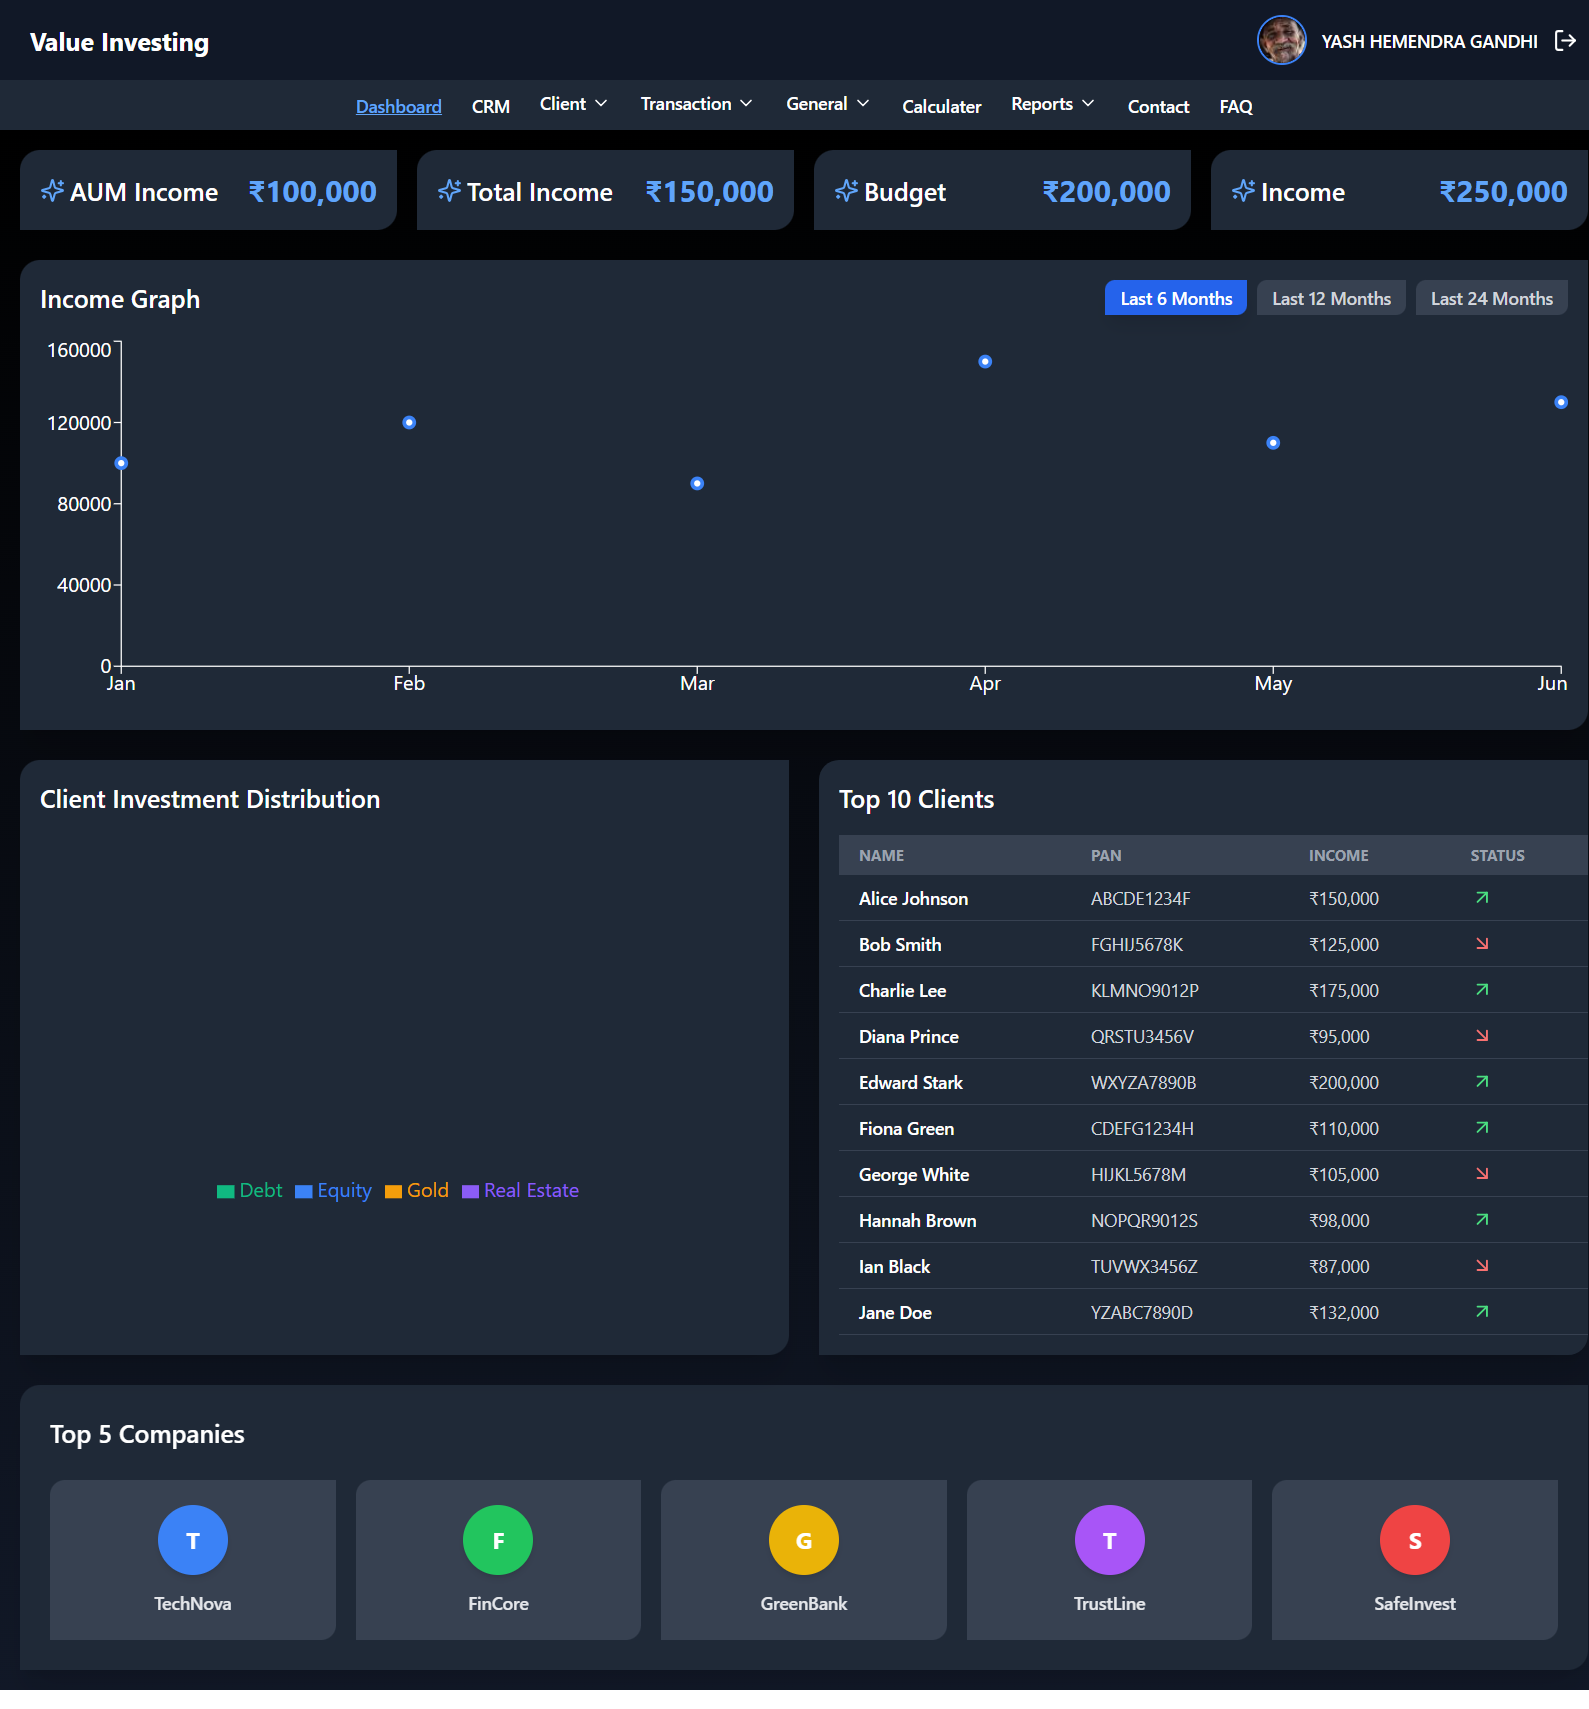 Value Investing
YASH HEMENDRA GANDHI
Dashboard CRM Client Transaction General Calculater Reports Contact FAQ
AUM Income ₹100,000
Total Income ₹150,000
Budget ₹200,000
Income ₹250,000
Income Graph
Last 6 Months Last 12 Months Last 24 Months
160000
120000
80000
40000
0
Jan Feb Mar Apr May Jun
Client Investment Distribution
Debt Equity Gold Real Estate
Top 10 Clients
NAME PAN INCOME STATUS
Alice Johnson ABCDE1234F ₹150,000
Bob Smith FGHIJ5678K ₹125,000
Charlie Lee KLMNO9012P ₹175,000
Diana Prince QRSTU3456V ₹95,000
Edward Stark WXYZA7890B ₹200,000
Fiona Green CDEFG1234H ₹110,000
George White HIJKL5678M ₹105,000
Hannah Brown NOPQR9012S ₹98,000
Ian Black TUVWX3456Z ₹87,000
Jane Doe YZABC7890D ₹132,000
Top 5 Companies
T F G T S
TechNova FinCore GreenBank TrustLine SafeInvest